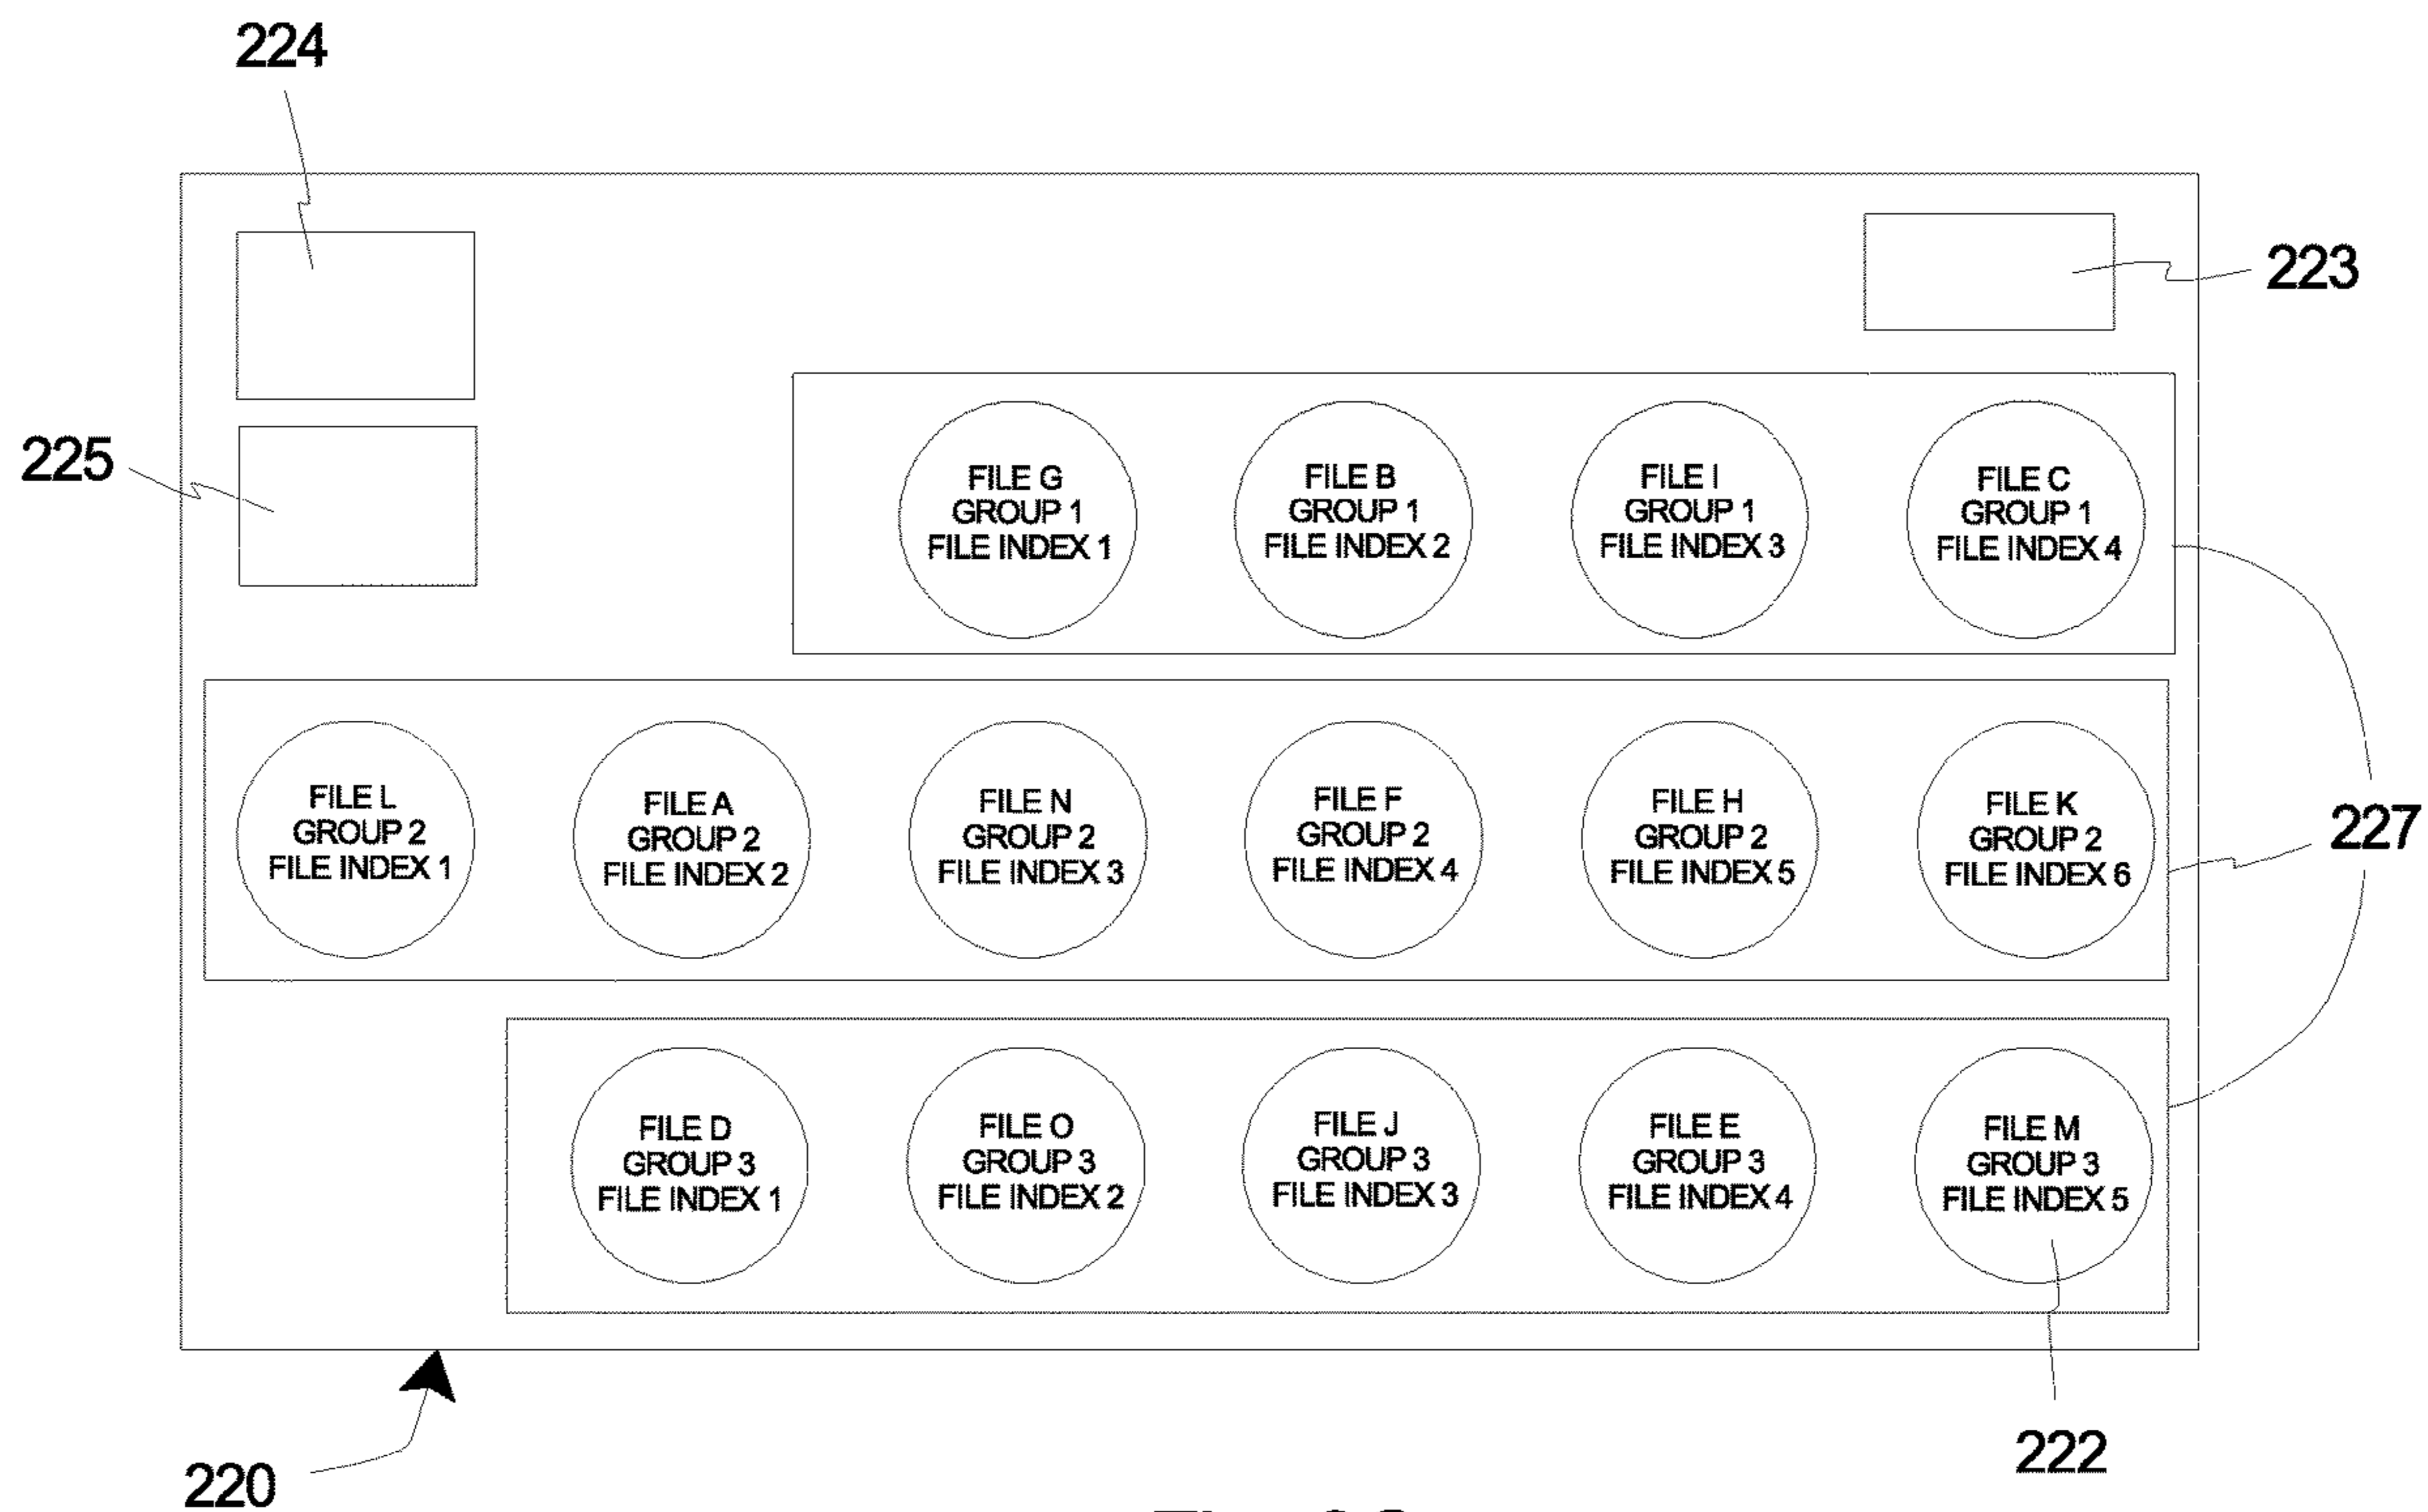 224
223
225
FILE G
GROUP 1
FILE INDEX 1
FILE B
GROUP 1
FILE INDEX 2
FILE I
GROUP 1
FILE INDEX 3
FILE C
GROUP 1
FILE INDEX 4
FILE L
GROUP 2
FILE INDEX 1
FILE A
GROUP 2
FILE INDEX 2
FILE N
GROUP 2
FILE INDEX 3
FILE F
GROUP 2
FILE INDEX 4
FILE H
GROUP 2
FILE INDEX 5
FILE K
GROUP 2
FILE INDEX 6
227
FILE D
GROUP 3
FILE INDEX 1
FILE O
GROUP 3
FILE INDEX 2
FILE J
GROUP 3
FILE INDEX 3
FILE E
GROUP 3
FILE INDEX 4
FILE M
GROUP 3
FILE INDEX 5
222
220